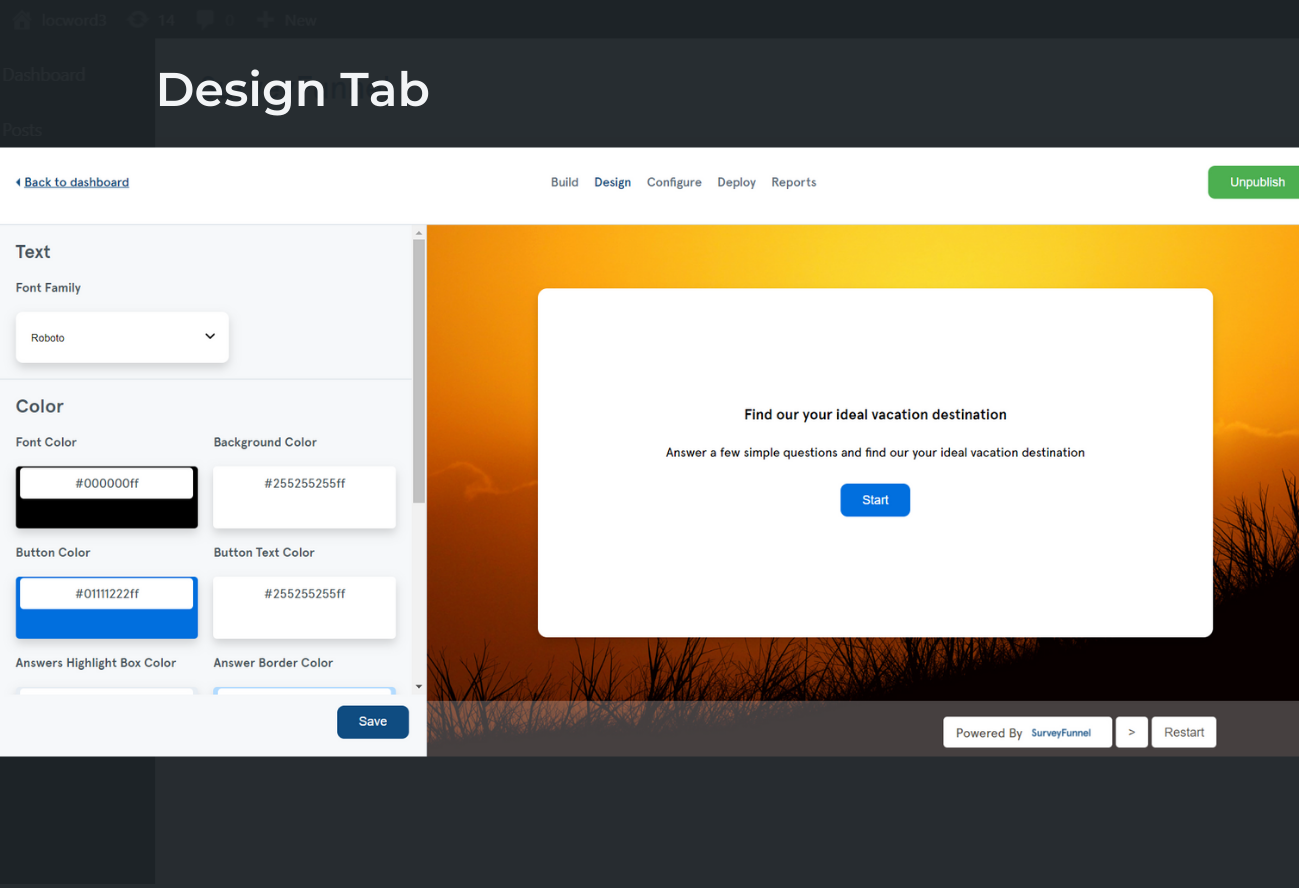 locword3 14 0 New
Dashboard
Design Tab
Posts
Back to dashboard
Build Design Configure Deploy Reports
Unpublish
Text
Font Family
Roboto
Color
Font Color Background Color
#000000ff #255255255ff
Button Color Button Text Color
#01111222ff #255255255ff
Answers Highlight Box Color Answer Border Color
Save
Find our your ideal vacation destination
Answer a few simple questions and find our your ideal vacation destination
Start
Powered By SurveyFunnel > Restart